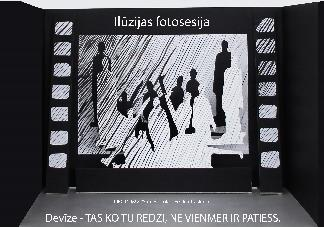 Ilūzijas fotosesija
Devīze - TAS KO TU REDZI, NE VIENMĒR IR PATIESS.